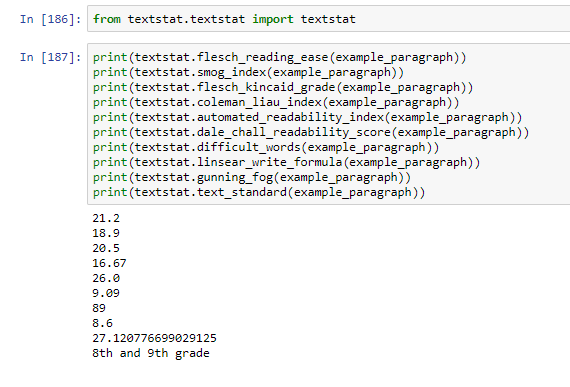 In [186]: from textstat.textstat import textstat
In [187]: print(textstat.flesch_reading_ease(example_paragraph))
print(textstat.smog_index(example_paragraph))
print(textstat.flesch_kincaid_grade(example_paragraph))
print(textstat.coleman_liau_index(example_paragraph))
print(textstat.automated_readability_index(example_paragraph))
print(textstat.dale_chall_readability_score(example_paragraph))
print(textstat.difficult_words(example_paragraph))
print(textstat.linsear_write_formula(example_paragraph))
print(textstat.gunning_fog(example_paragraph))
print(textstat.text_standard(example_paragraph))
21.2
18.9
20.5
16.67
26.0
9.09
89
8.6
27.120776699029125
8th and 9th grade